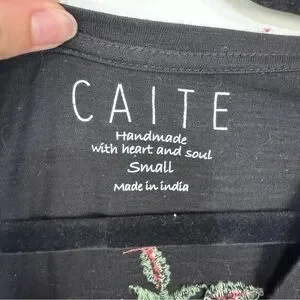 CAITE
Handmade
with heart and soul
Small
Made in india